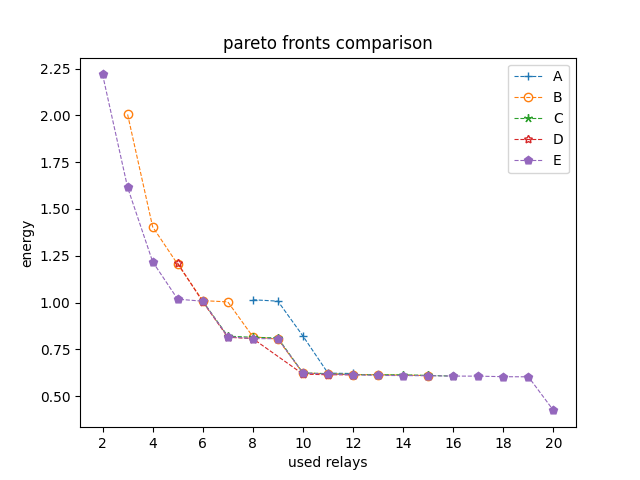 pareto fronts comparison
2.25
2.00
1.75
1.50
1.25
1.00
0.75
0.50
energy
A
B
C
D
E
2 4 6 8 10 12 14 16 18 20
used relays